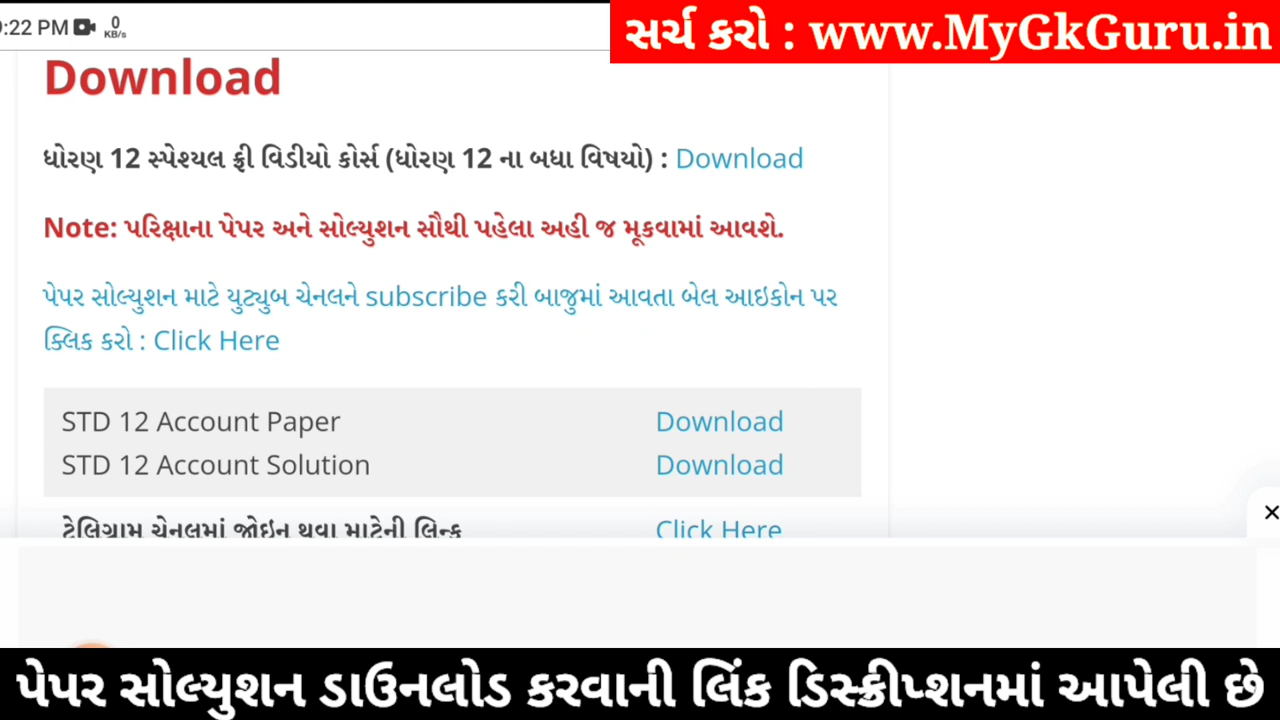 :22 PM 0 KB/s
સર્ચ કરો : www.MyGkGuru.in
Download
ધોરણ 12 સ્પેશ્યલ ફ્રી વિડીયો કોર્સ (ધોરણ 12 ના બધા વિષયો) : Download
Note: પરિક્ષાના પેપર અને સોલ્યુશન સૌથી પહેલા અહી જ મૂકવામાં આવશે.
પેપર સોલ્યુશન માટે યુટ્યુબ ચેનલને subscribe કરી બાજુમાં આવતા બેલ આઇકોન પર
ક્લિક કરો : Click Here
STD 12 Account Paper Download
STD 12 Account Solution Download
ટેલિગ્રામ ચેનલમાં જોઇન થવા માટેની લિન્ક Click Here
પેપર સોલ્યુશન ડાઉનલોડ કરવાની લિંક ડિસ્ક્રીપ્શનમાં આપેલી છે